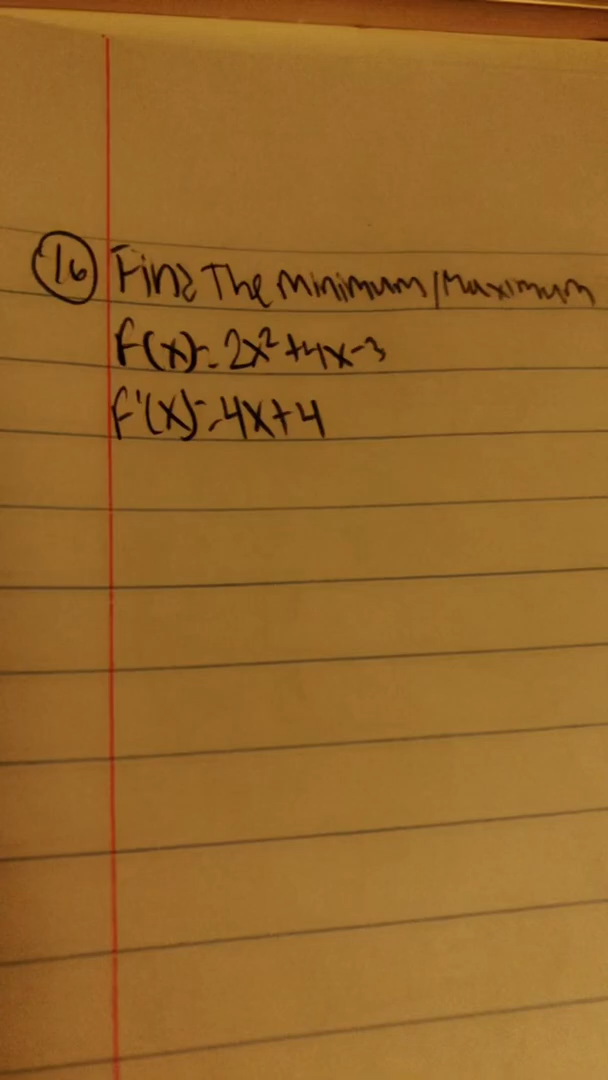 16 Find The minimum/Maximum
F(x)= 2x²+4x-3
F'(x)= 4x+4